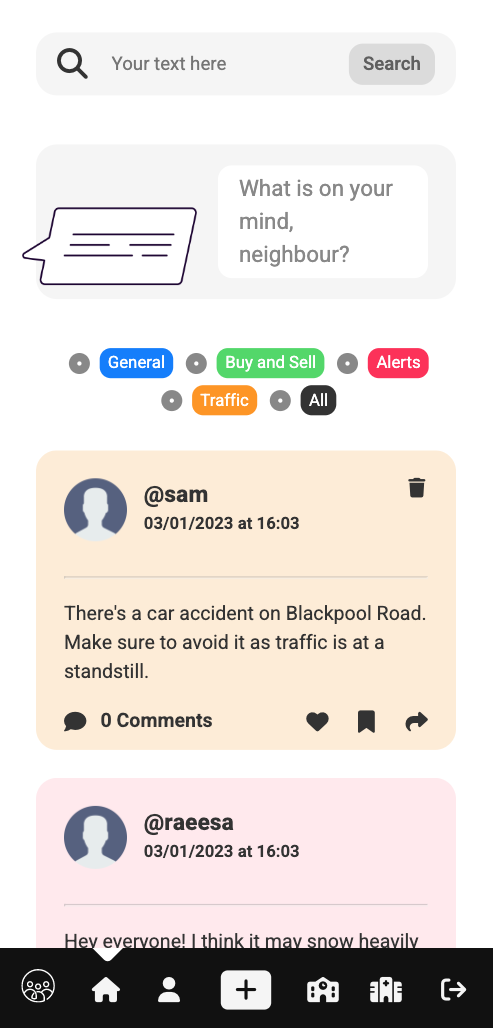 Your text here
Search
What is on your
mind,
neighbour?
General
Buy and Sell
Alerts
Traffic
All
@sam
03/01/2023 at 16:03
There's a car accident on Blackpool Road.
Make sure to avoid it as traffic is at a
standstill.
0 Comments
@raeesa
03/01/2023 at 16:03
Hey everyone! I think it may snow heavily